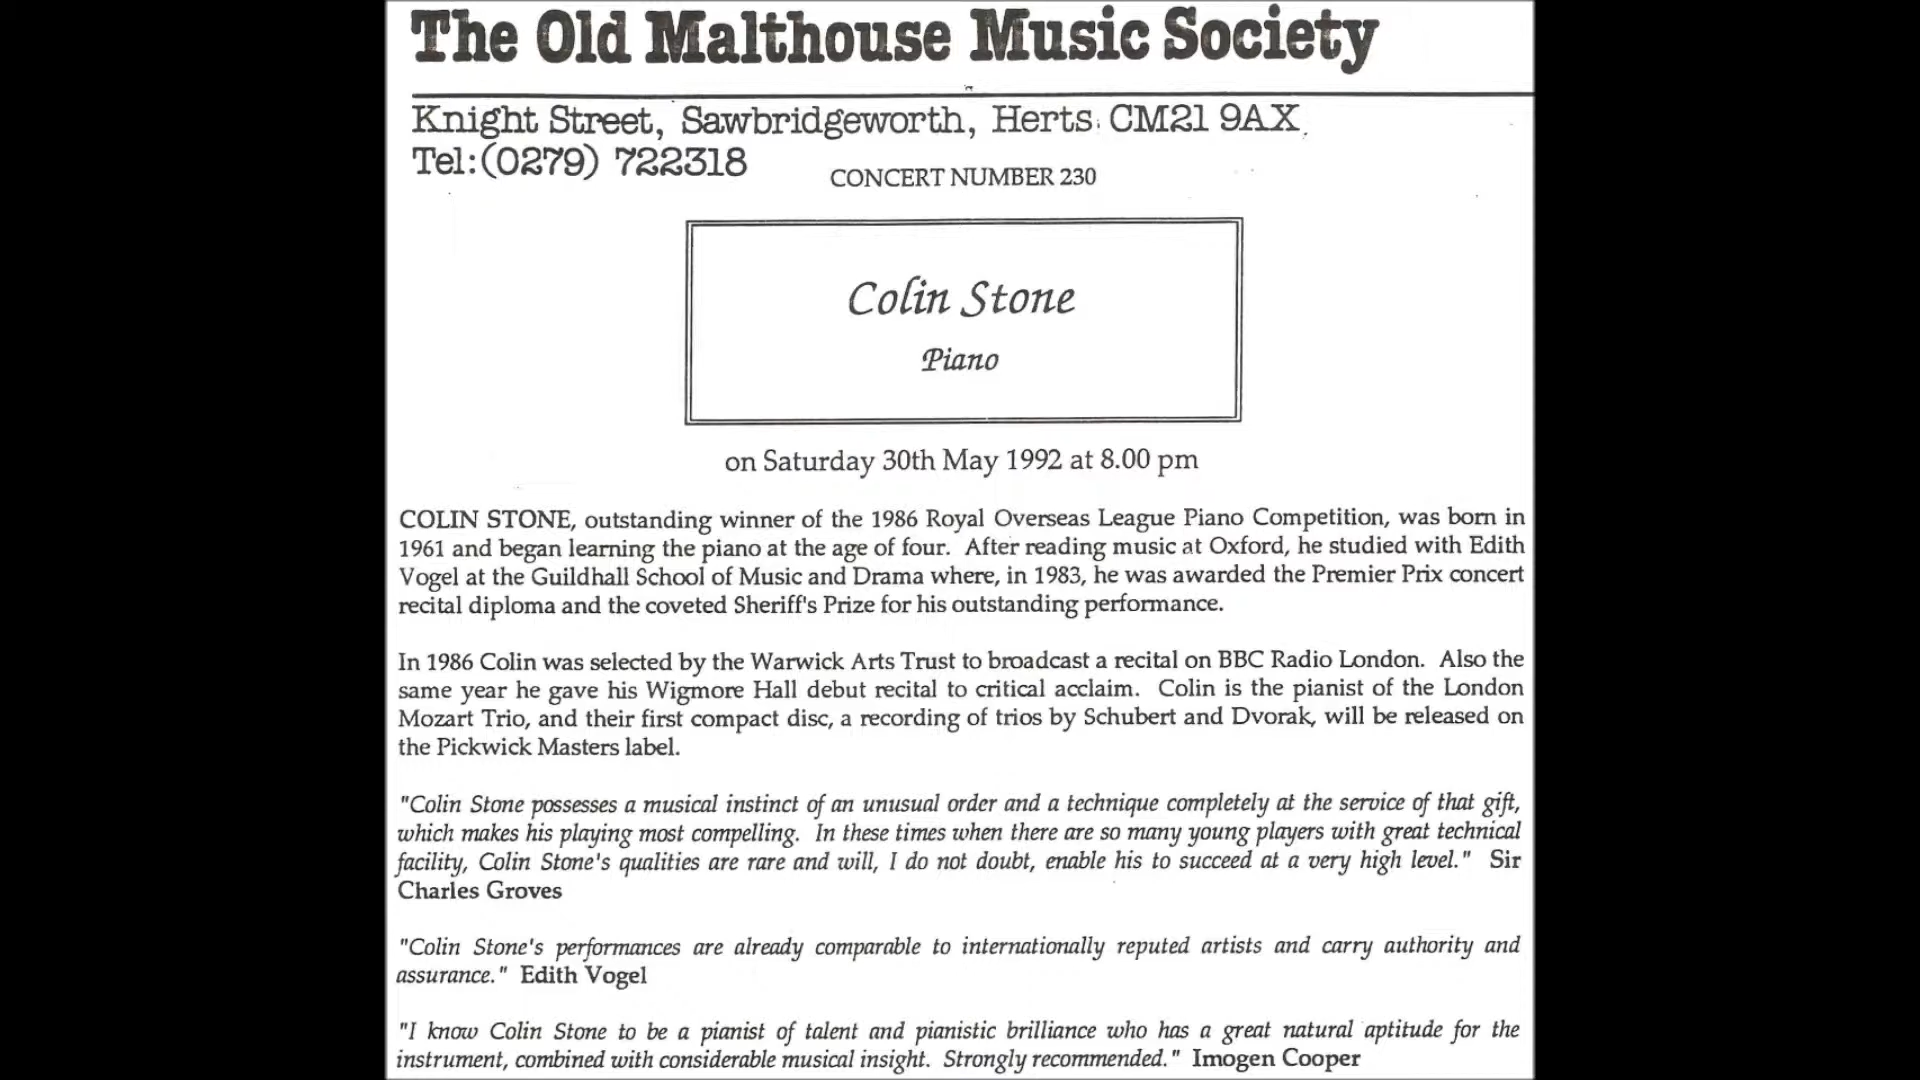 The Old Malthouse Music Society
Knight Street, Sawbridgeworth, Herts. CM21 9AX.
Tel:(0279) 722318
CONCERT NUMBER 230
Colin Stone
Piano
on Saturday 30th May 1992 at 8.00 pm
COLIN STONE, outstanding winner of the 1986 Royal Overseas League Piano Competition, was born in
1961 and began learning the piano at the age of four. After reading music at Oxford, he studied with Edith
Vogel at the Guildhall School of Music and Drama where, in 1983, he was awarded the Premier Prix concert
recital diploma and the coveted Sheriff's Prize for his outstanding performance.
In 1986 Colin was selected by the Warwick Arts Trust to broadcast a recital on BBC Radio London. Also the
same year he gave his Wigmore Hall debut recital to critical acclaim. Colin is the pianist of the London
Mozart Trio, and their first compact disc, a recording of trios by Schubert and Dvorak, will be released on
the Pickwick Masters label.
"Colin Stone possesses a musical instinct of an unusual order and a technique completely at the service of that gift,
which makes his playing most compelling. In these times when there are so many young players with great technical
facility, Colin Stone's qualities are rare and will, I do not doubt, enable his to succeed at a very high level." Sir
Charles Groves
"Colin Stone's performances are already comparable to internationally reputed artists and carry authority and
assurance." Edith Vogel
"I know Colin Stone to be a pianist of talent and pianistic brilliance who has a great natural aptitude for the
instrument, combined with considerable musical insight. Strongly recommended." Imogen Cooper